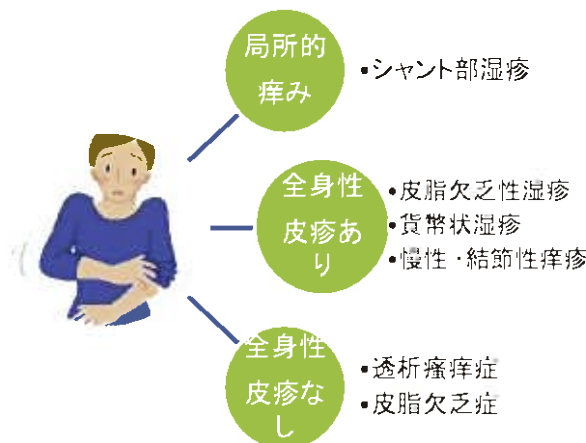 局所的
痒み
•シャント部湿疹
全身性
皮疹あ
り
•皮脂欠乏性湿疹
•貨幣状湿疹
•慢性・結節性痒疹
全身性
皮疹な
し
•透析瘙痒症
•皮脂欠乏症